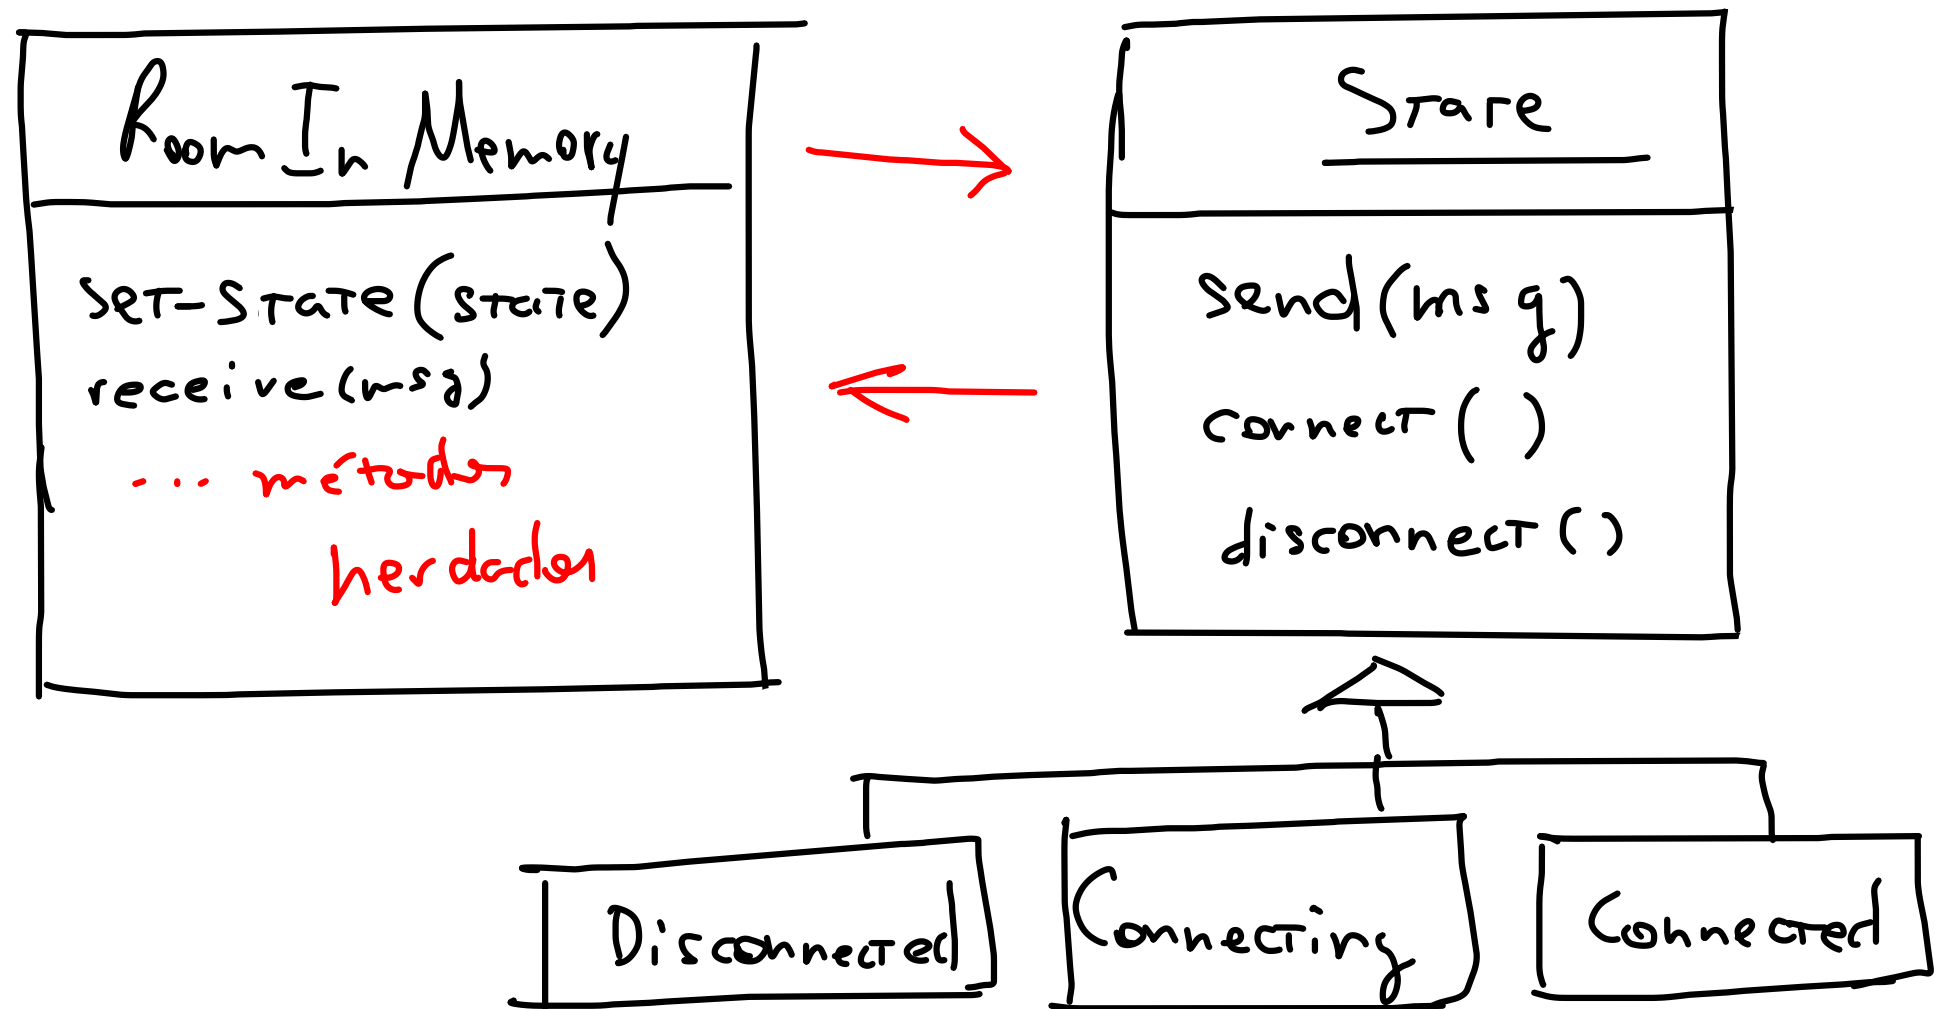 Room In Memory
set-state(state)
receive(msg)
... métodos
herdados
State
send(msg)
connect()
disconnect()
Disconnected
Connecting
Connected